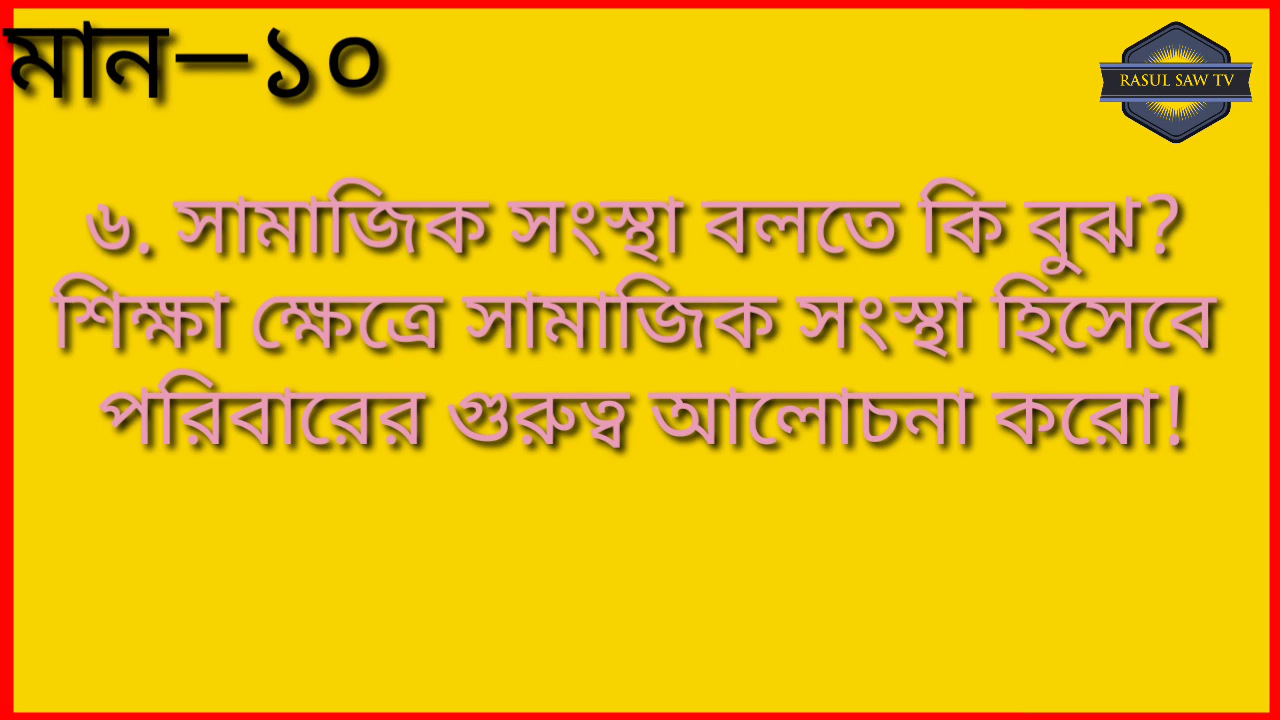 মান—১০
RASUL SAW TV
৬. সামাজিক সংস্থা বলতে কি বুঝ?
শিক্ষা ক্ষেত্রে সামাজিক সংস্থা হিসেবে
পরিবারের গুরুত্ব আলোচনা করো!